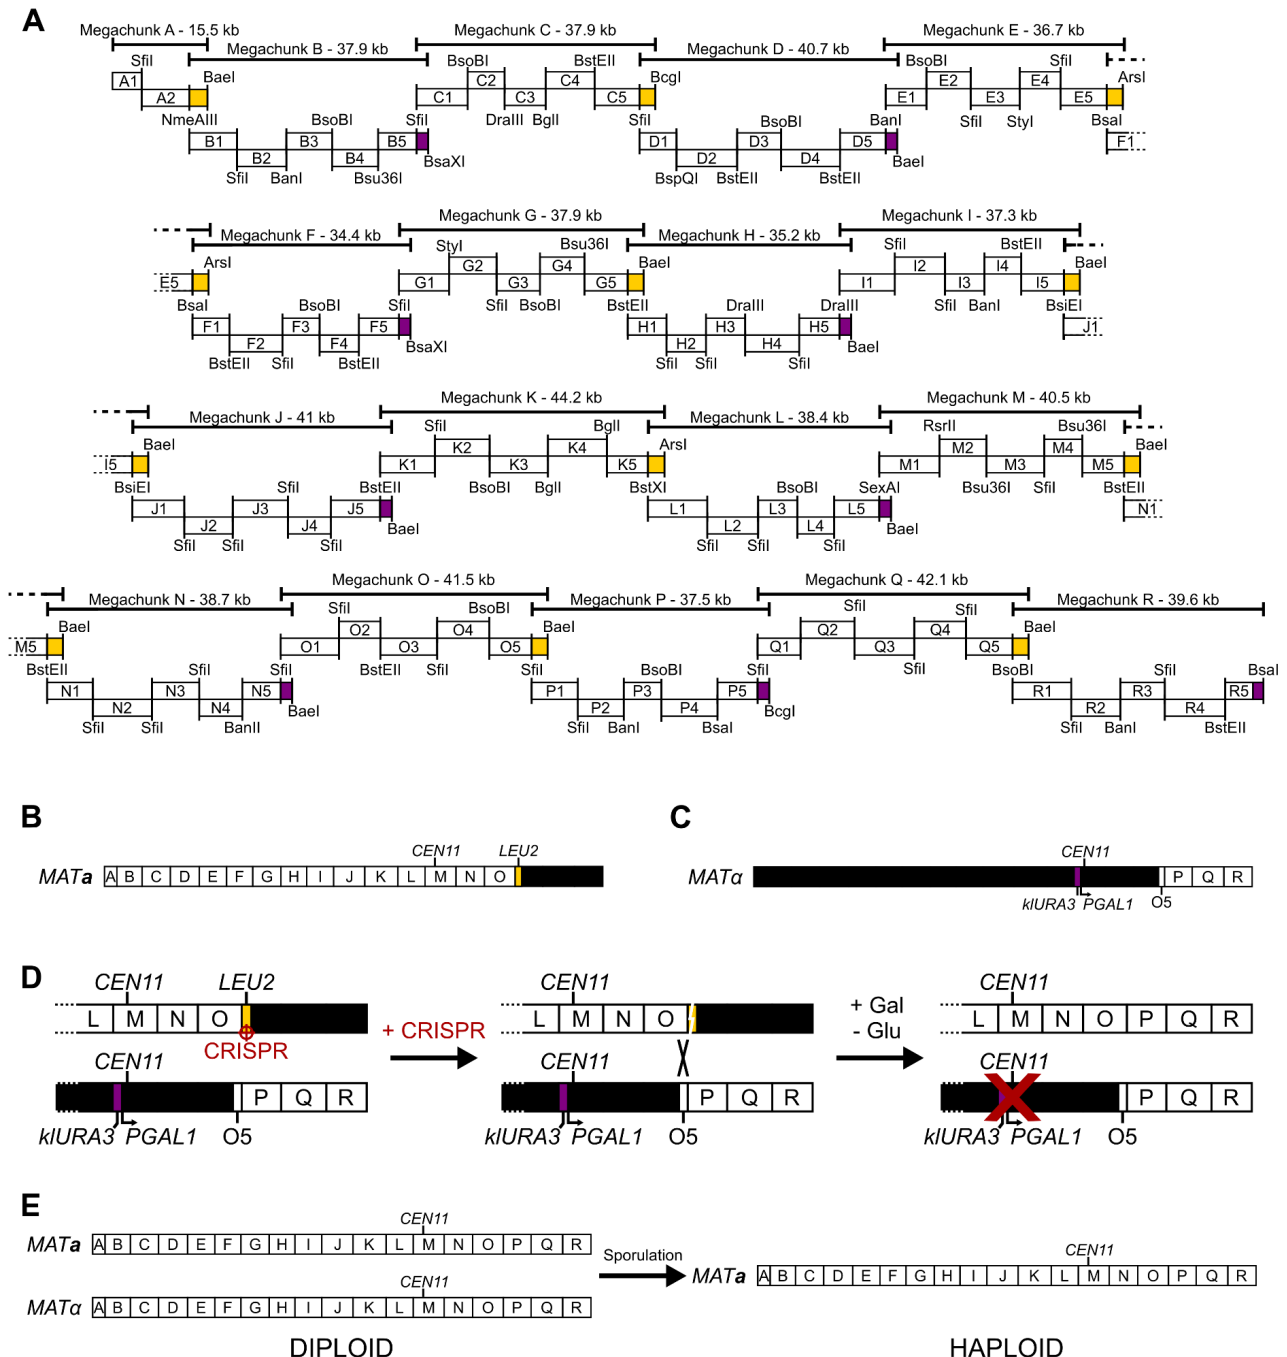 A
Megachunk A - 15.5 kb
Megachunk B - 37.9 kb
Megachunk C - 37.9 kb
Megachunk D - 40.7 kb
Megachunk E - 36.7 kb
SfiI
BaeI
BsoBI
BstEII
BcgI
BsoBI
SfiI
ArsI
A1
A2
C1
C2
C3
C4
C5
E1
E2
E3
E4
E5
NmeAIII
BsoBI
SfiI
DraIII
BglI
SfiI
BsoBI
BanI
SfiI
StyI
BsaI
B1
B2
B3
B4
B5
D1
D2
D3
D4
D5
F1
SfiI
BanI
Bsu36I
BsaXI
BspQI
BstEII
BstEII
BaeI
Megachunk F - 34.4 kb
Megachunk G - 37.9 kb
Megachunk H - 35.2 kb
Megachunk I - 37.3 kb
ArsI
StyI
Bsu36I
BaeI
SfiI
BstEII
BaeI
E5
G1
G2
G3
G4
G5
I1
I2
I3
I4
I5
BsaI
BsoBI
SfiI
SfiI
BsoBI
BstEII
DraIII
DraIII
SfiI
BanI
BsiEI
F1
F2
F3
F4
F5
H1
H2
H3
H4
H5
J1
BstEII
SfiI
BstEII
BsaXI
SfiI
SfiI
SfiI
BaeI
Megachunk J - 41 kb
Megachunk K - 44.2 kb
Megachunk L - 38.4 kb
Megachunk M - 40.5 kb
BaeI
SfiI
BglI
ArsI
RsrII
Bsu36I
BaeI
I5
K1
K2
K3
K4
K5
M1
M2
M3
M4
M5
BsiEI
SfiI
BstEII
BsoBI
BglI
BstXI
BsoBI
SexAI
Bsu36I
SfiI
BstEII
J1
J2
J3
J4
J5
L1
L2
L3
L4
L5
N1
SfiI
SfiI
SfiI
BaeI
SfiI
SfiI
SfiI
BaeI
Megachunk N - 38.7 kb
Megachunk O - 41.5 kb
Megachunk P - 37.5 kb
Megachunk Q - 42.1 kb
Megachunk R - 39.6 kb
BaeI
SfiI
BsoBI
BaeI
SfiI
SfiI
BaeI
M5
O1
O2
O3
O4
O5
Q1
Q2
Q3
Q4
Q5
BstEII
SfiI
SfiI
BstEII
SfiI
SfiI
BsoBI
SfiI
SfiI
BsoBI
SfiI
BsaI
N1
N2
N3
N4
N5
P1
P2
P3
P4
P5
R1
R2
R3
R4
R5
SfiI
SfiI
BanII
BaeI
SfiI
BanI
BsaI
BcgI
SfiI
BanI
BstEII
B
CEN11 LEU2
MATa A B C D E F G H I J K L M N O
C
CEN11
MATα P Q R
klURA3 PGAL1 O5
D
CEN11 LEU2
L M N O
CRISPR
CEN11
P Q R
klURA3 PGAL1 O5
+ CRISPR
CEN11
L M N O
CEN11
P Q R
klURA3 PGAL1 O5
+ Gal
- Glu
CEN11
L M N O P Q R
CEN11
P Q R
klURA3 PGAL1 O5
E
CEN11
MATa A B C D E F G H I J K L M N O P Q R
CEN11
MATα A B C D E F G H I J K L M N O P Q R
DIPLOID
Sporulation
CEN11
MATa A B C D E F G H I J K L M N O P Q R
HAPLOID